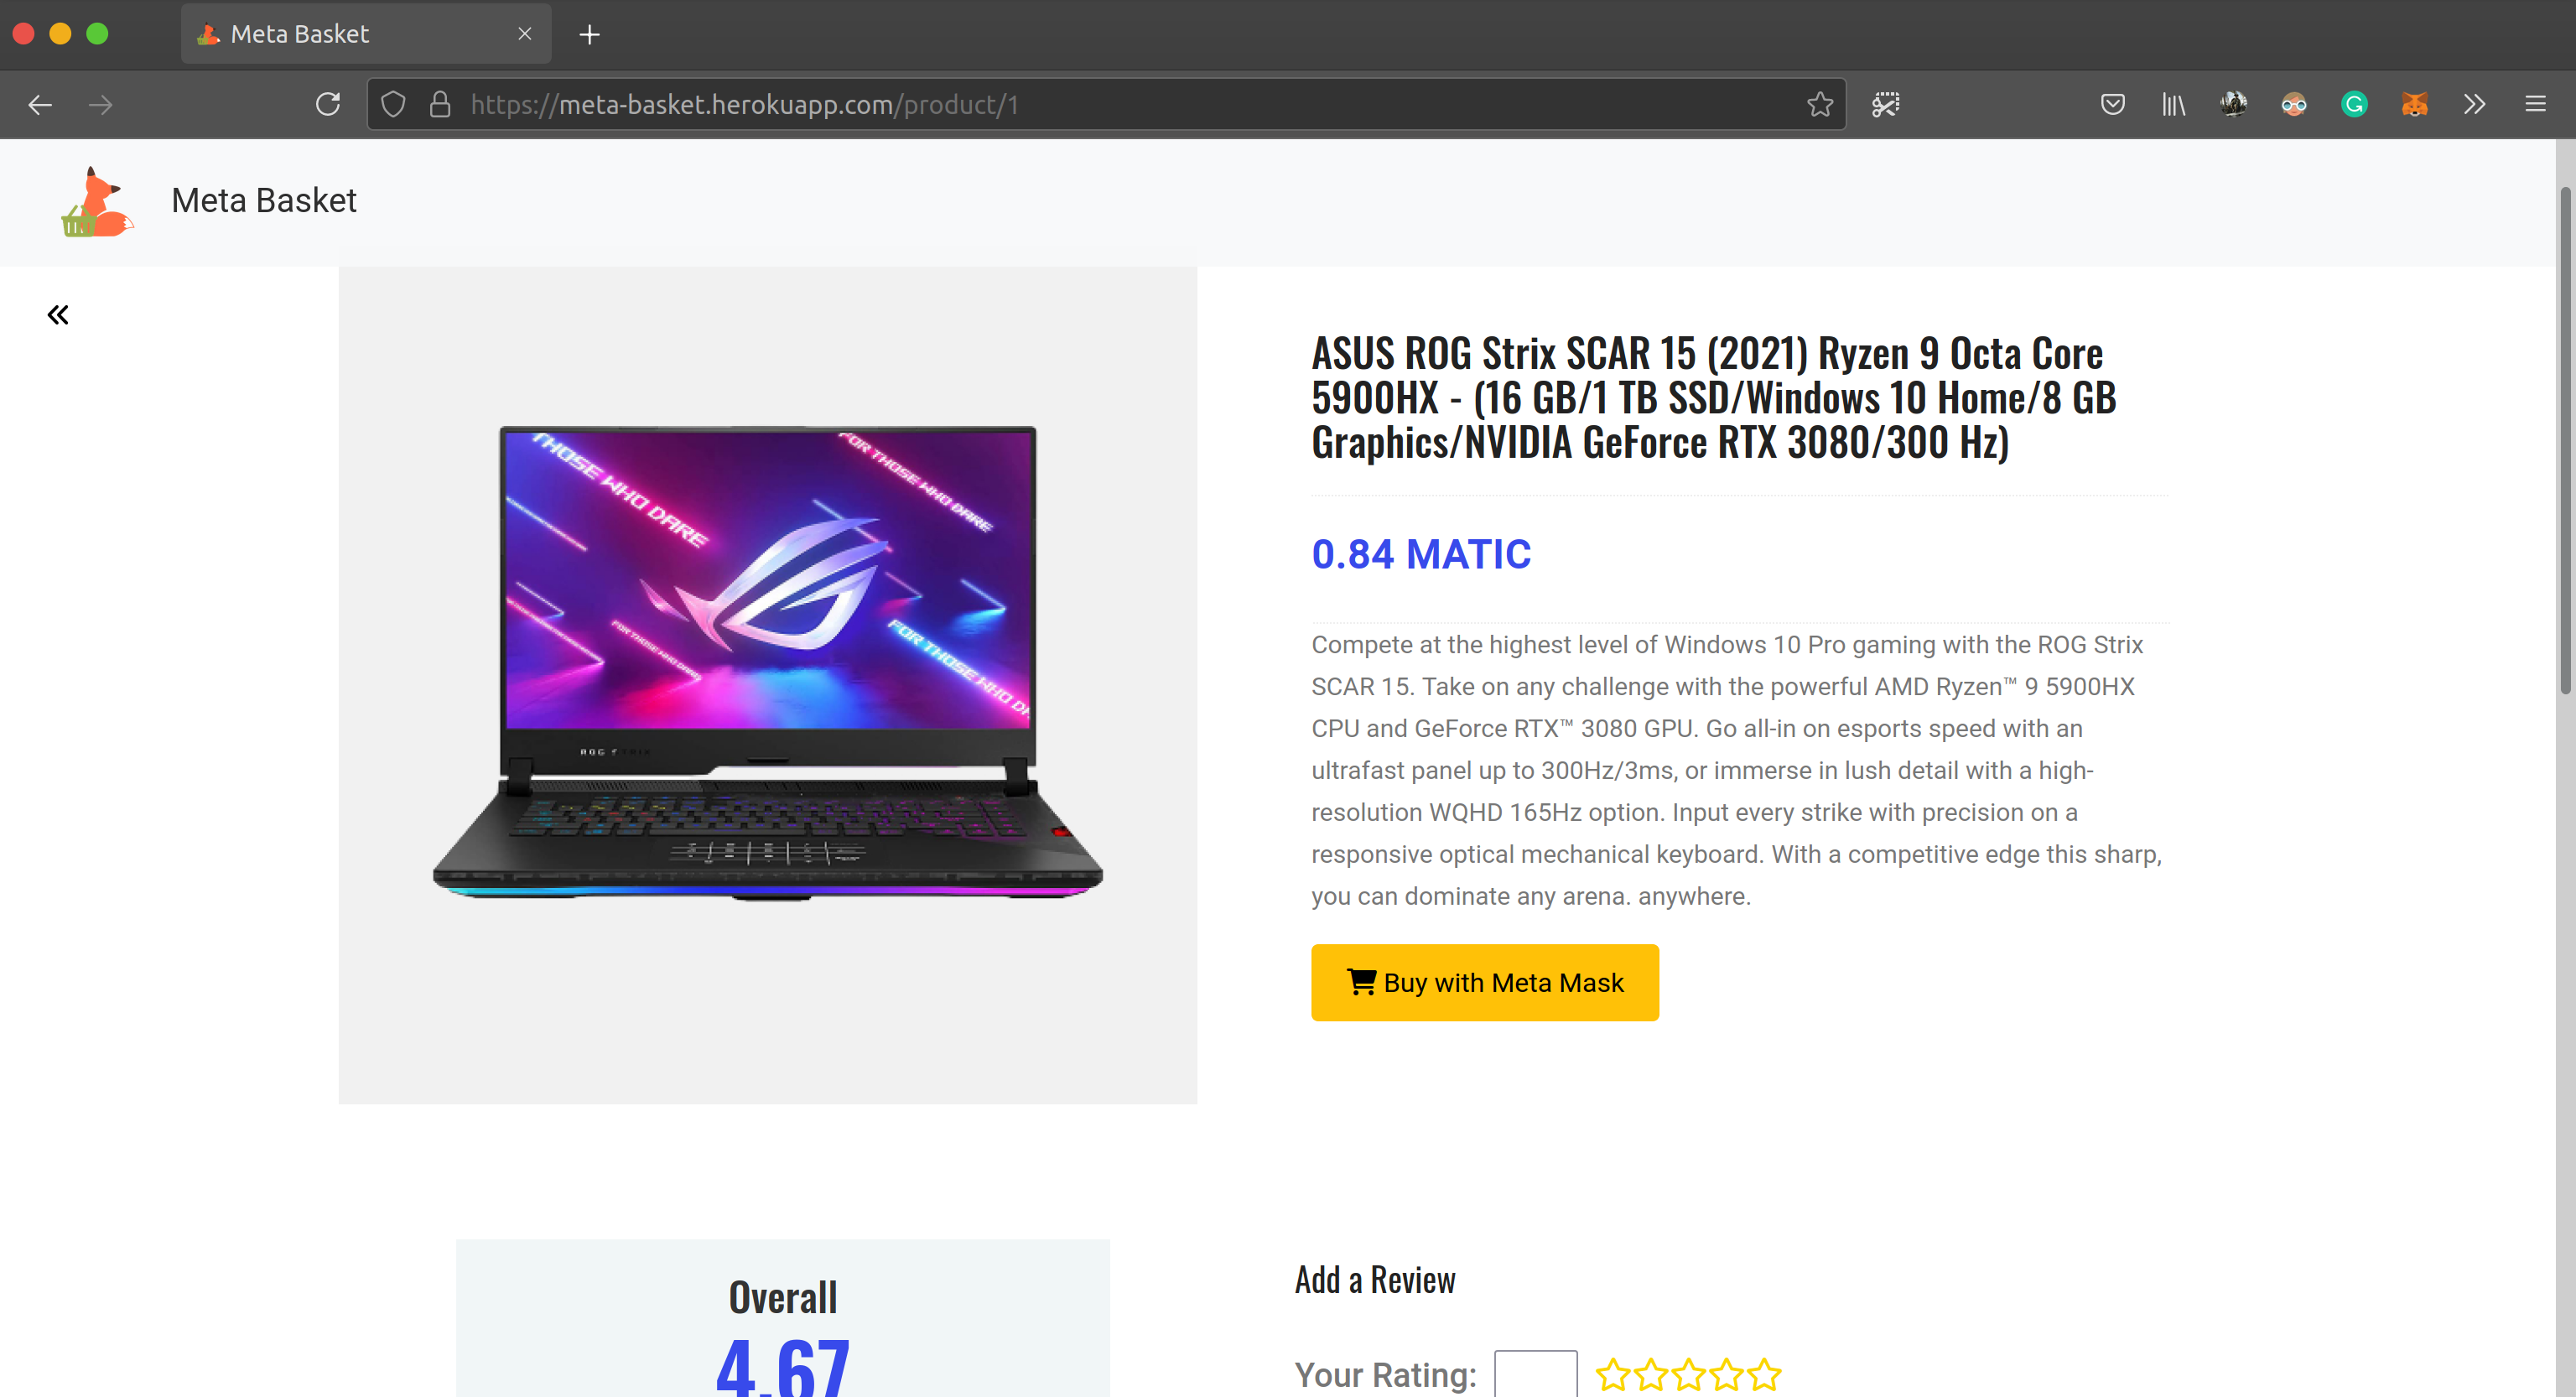 Meta Basket
https://meta-basket.herokuapp.com/product/1
Meta Basket
ASUS ROG Strix SCAR 15 (2021) Ryzen 9 Octa Core
5900HX - (16 GB/1 TB SSD/Windows 10 Home/8 GB
Graphics/NVIDIA GeForce RTX 3080/300 Hz)
THOSE WHO DARE
FOR THOSE WHO DARE
FOR THOSE WHO DARE
FOR THOSE WHO DA
ROG STRIX
0.84 MATIC
Compete at the highest level of Windows 10 Pro gaming with the ROG Strix
SCAR 15. Take on any challenge with the powerful AMD Ryzen™ 9 5900HX
CPU and GeForce RTX™ 3080 GPU. Go all-in on esports speed with an
ultrafast panel up to 300Hz/3ms, or immerse in lush detail with a high-
resolution WQHD 165Hz option. Input every strike with precision on a
responsive optical mechanical keyboard. With a competitive edge this sharp,
you can dominate any arena. anywhere.
Buy with Meta Mask
Overall
4.67
Add a Review
Your Rating: